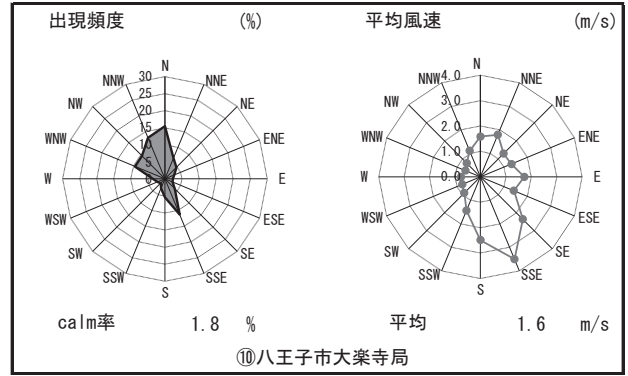 出現頻度 (%)
N
NNE
NE
ENE
E
ESE
SE
SSE
S
SSW
SW
WSW
W
WNW
NW
NNW
30
25
20
15
10
5
0
calm率 1.8 %
平均風速 (m/s)
N
NNE
NE
ENE
E
ESE
SE
SSE
S
SSW
SW
WSW
W
WNW
NW
NNW
4.0
3.0
2.0
1.0
0.0
平均 1.6 m/s
⑩八王子市大楽寺局